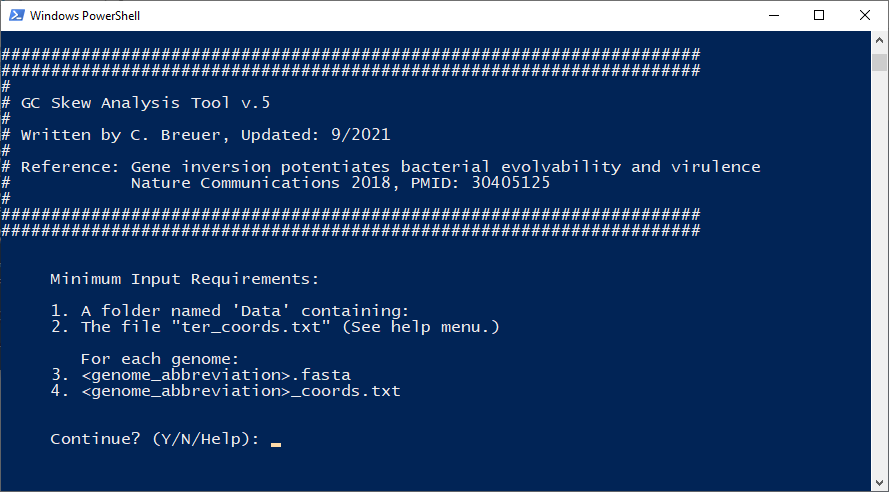 Windows PowerShell
######################################################################
######################################################################
#
# GC Skew Analysis Tool v.5
#
# Written by C. Breuer, Updated: 9/2021
#
# Reference: Gene inversion potentiates bacterial evolvability and virulence
#            Nature Communications 2018, PMID: 30405125
#
######################################################################
######################################################################
Minimum Input Requirements:
1. A folder named 'Data' containing:
2. The file "ter_coords.txt" (See help menu.)
For each genome:
3. <genome_abbreviation>.fasta
4. <genome_abbreviation>_coords.txt
Continue? (Y/N/Help): _